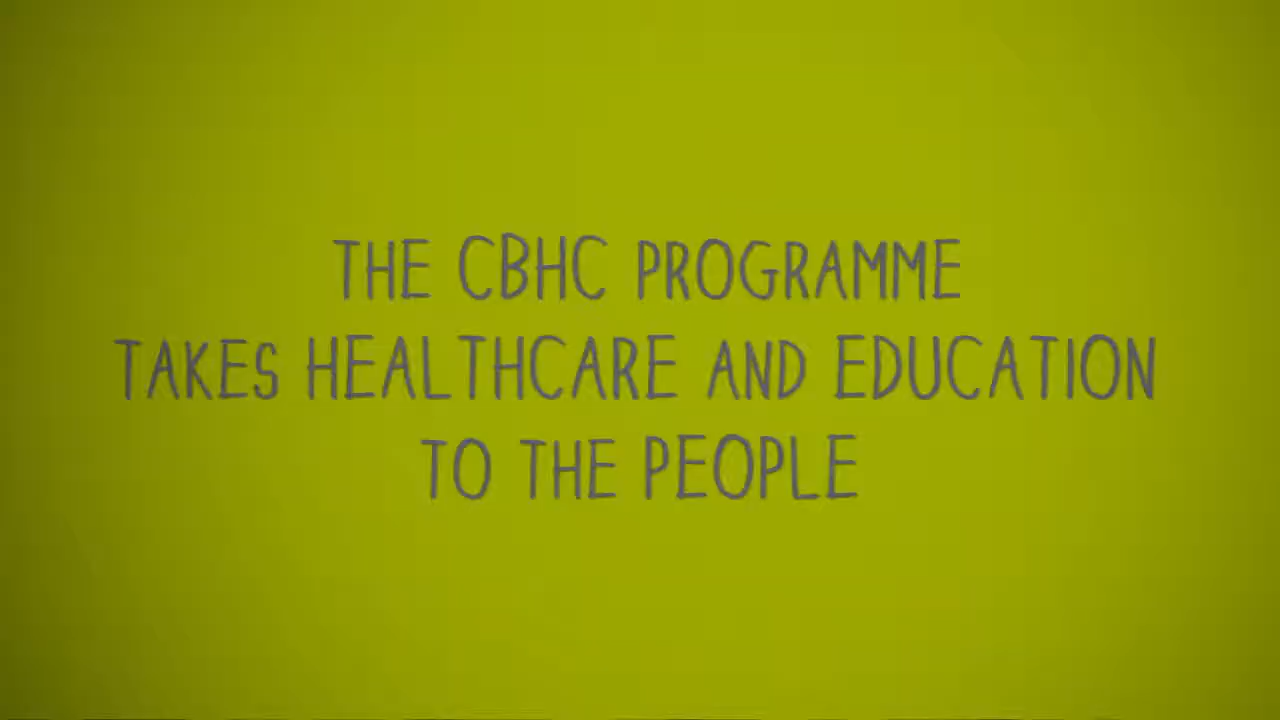 THE CBHC PROGRAMME
TAKES HEALTHCARE AND EDUCATION
TO THE PEOPLE